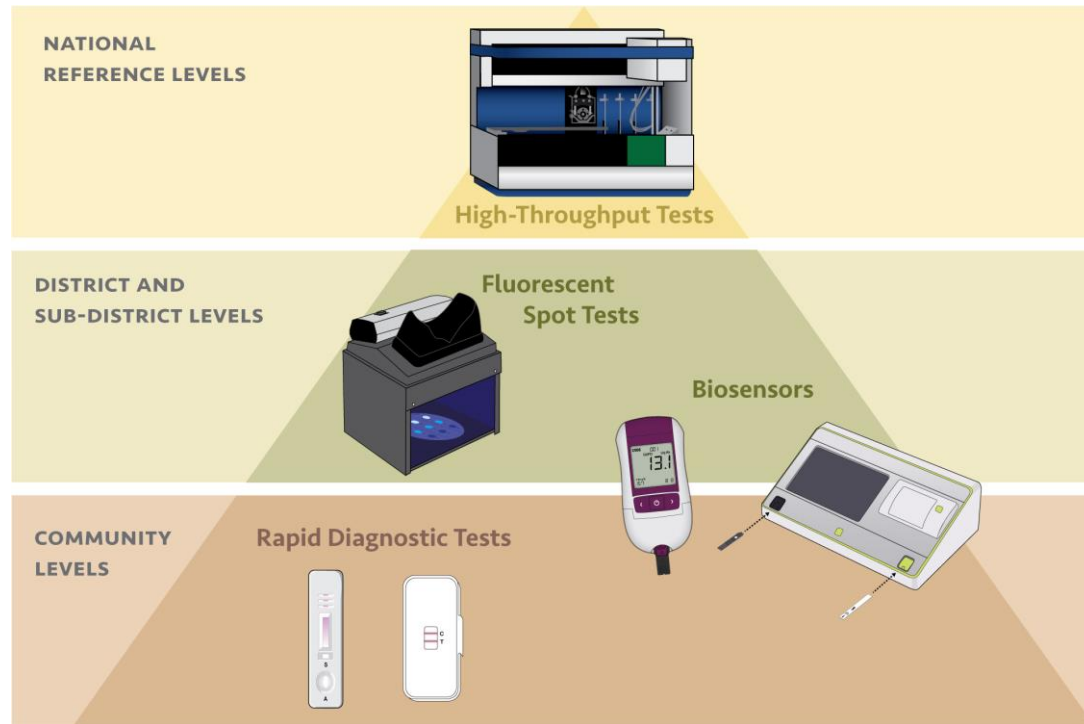 NATIONAL
REFERENCE LEVELS
High-Throughput Tests
DISTRICT AND
SUB-DISTRICT LEVELS
Fluorescent
Spot Tests
Biosensors
13.1
COMMUNITY
LEVELS
Rapid Diagnostic Tests
C
T
B
A